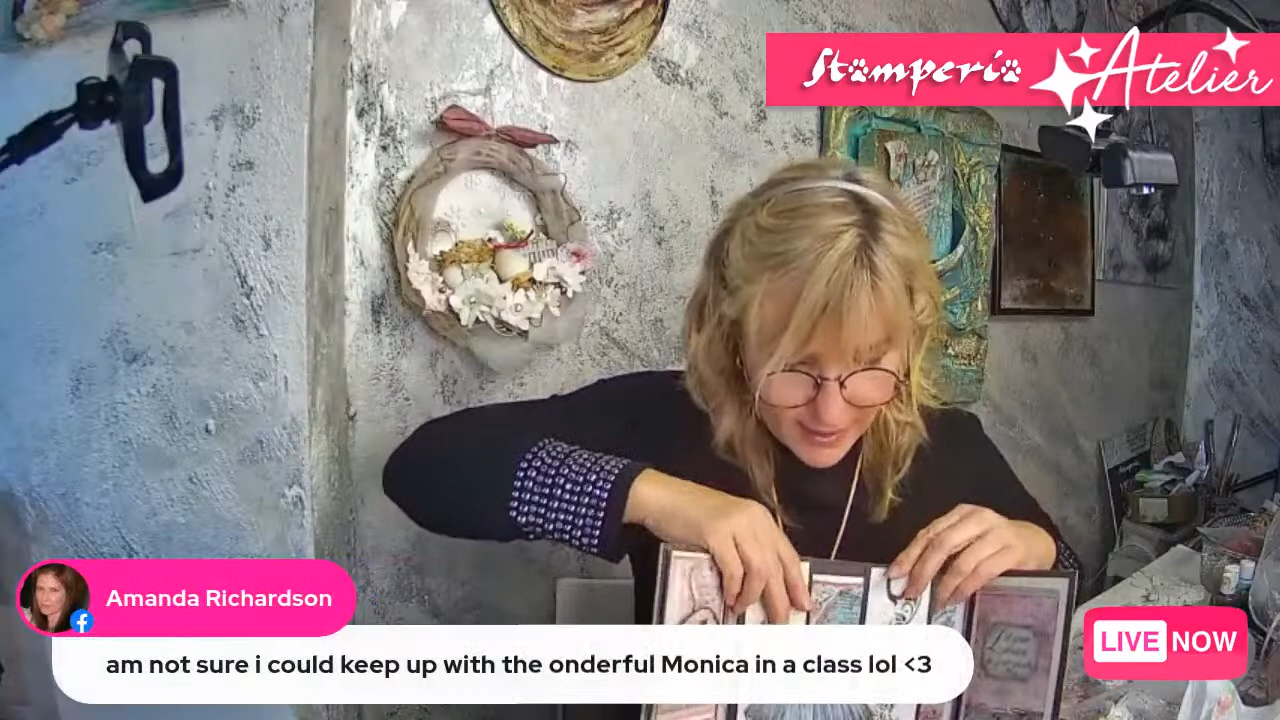 Stamperia
Atelier
Amanda Richardson
am not sure i could keep up with the onderful Monica in a class lol <3
LIVE NOW